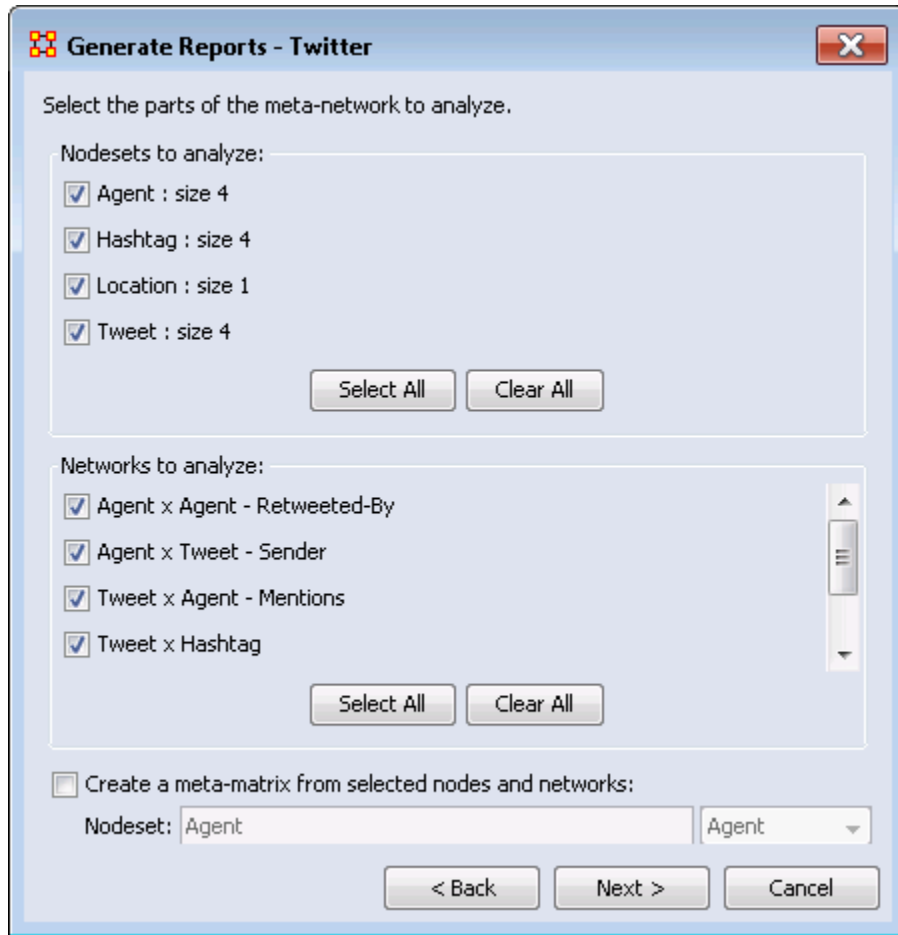 Generate Reports - Twitter
Select the parts of the meta-network to analyze.
Nodesets to analyze:
Agent : size 4
Hashtag : size 4
Location : size 1
Tweet : size 4
Select All Clear All
Networks to analyze:
Agent x Agent - Retweeted-By
Agent x Tweet - Sender
Tweet x Agent - Mentions
Tweet x Hashtag
Select All Clear All
Create a meta-matrix from selected nodes and networks:
Nodeset: Agent Agent
< Back Next > Cancel